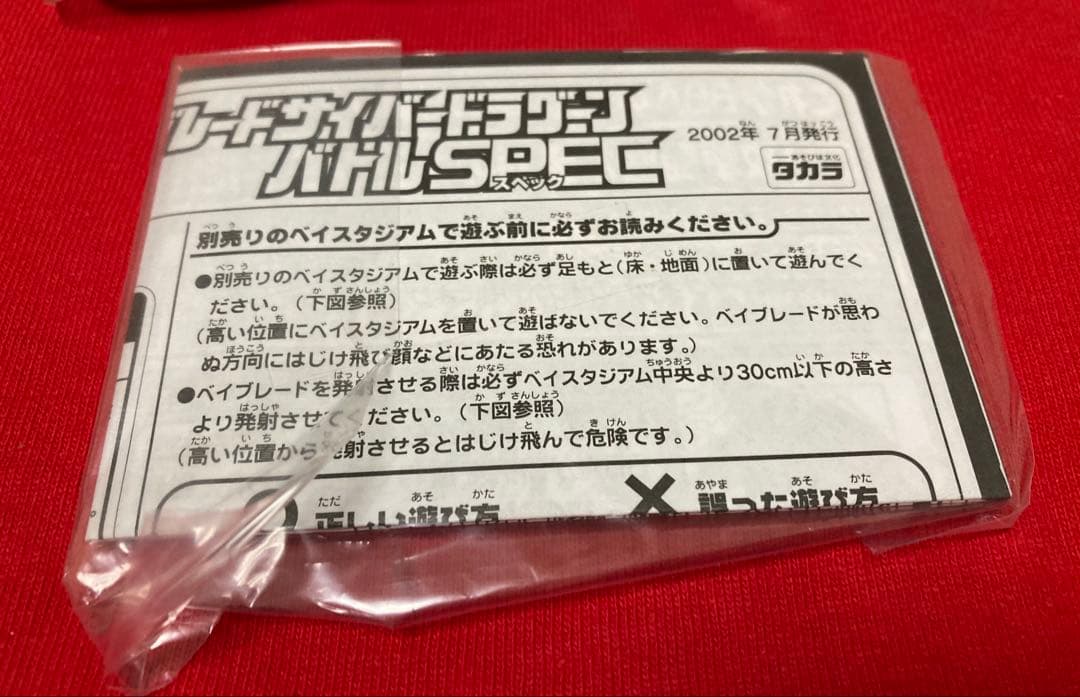 レードサイバードラグーン
バトルSPEC
スペック
2002年7月発行
あそびは文化
タカラ
別売りのベイスタジアムで遊ぶ前に必ずお読みください。
●別売りのベイスタジアムで遊ぶ際は必ず足もと(床・地面)に置いて遊んでく
ださい。(下図参照)
(高い位置にベイスタジアムを置いて遊ばないでください。ベイブレードが思わ
ぬ方向にはじけ飛び顔などにあたる恐れがあります。)
●ベイブレードを発射させる際は必ずベイスタジアム中央より30cm以下の高さ
より発射させてください。(下図参照)
(高い位置から発射させるとはじけ飛んで危険です。)
正しい遊び方
× 誤った遊び方